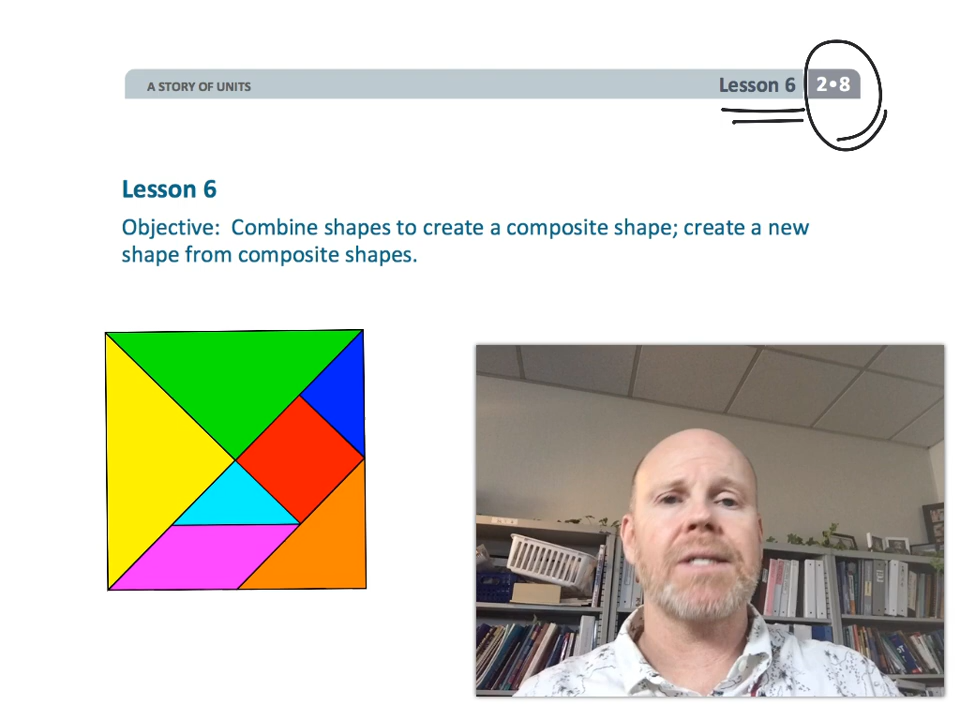 A STORY OF UNITS
Lesson 6 2•8
Lesson 6
Objective: Combine shapes to create a composite shape; create a new
shape from composite shapes.